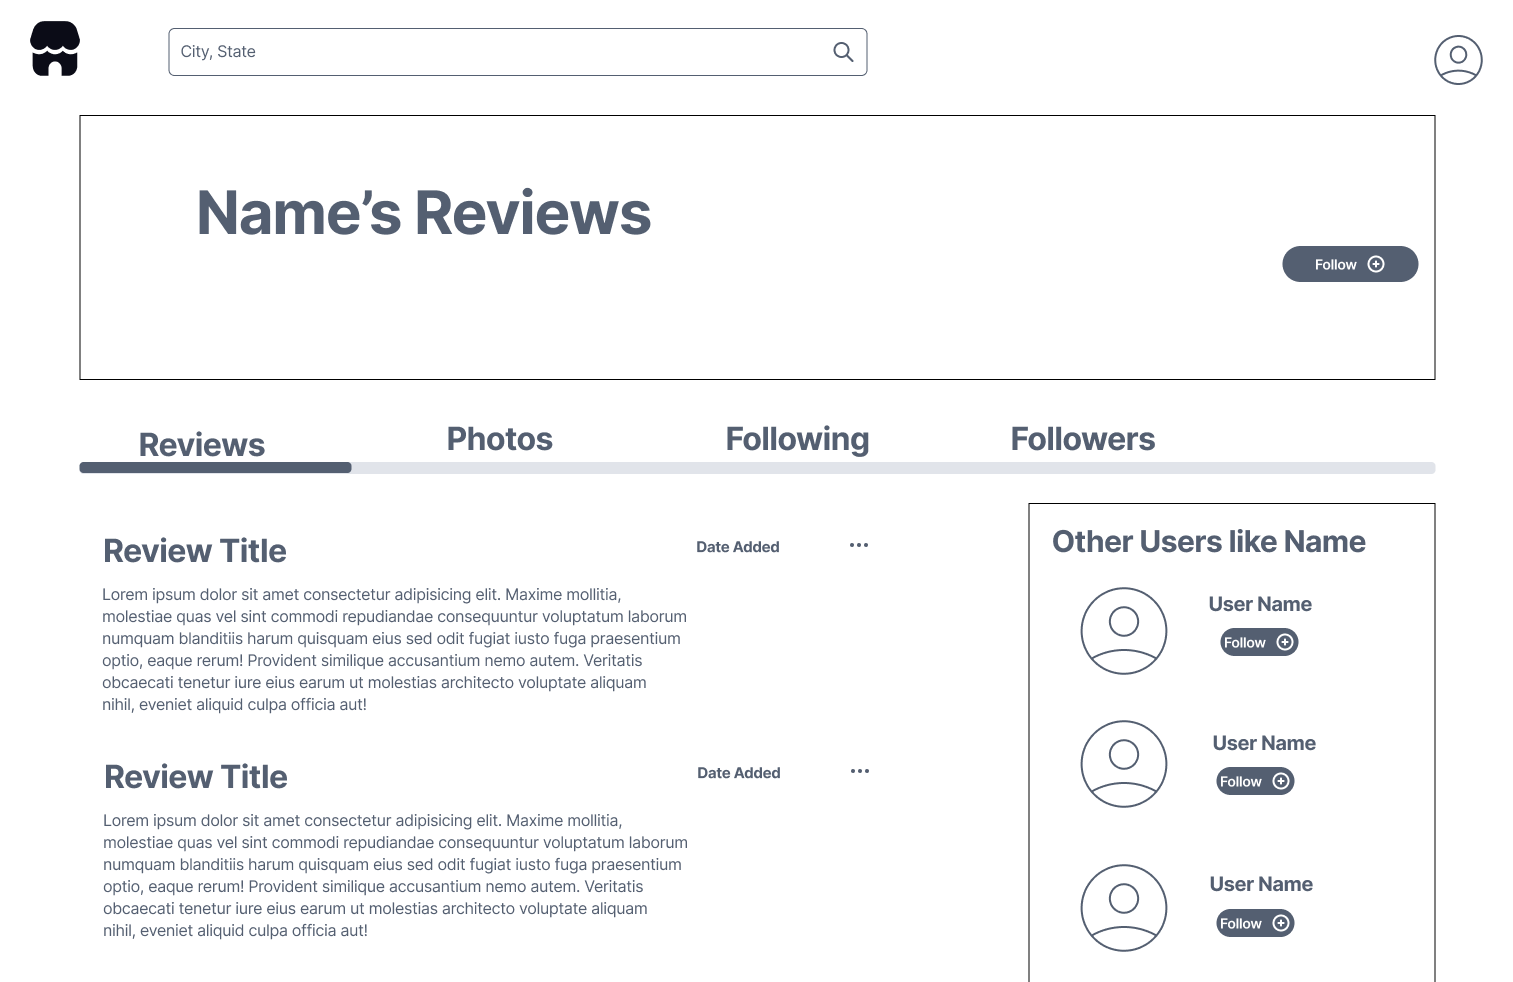 City, State
Name’s Reviews
Follow
Reviews
Photos
Following
Followers
Review Title
Date Added
Lorem ipsum dolor sit amet consectetur adipisicing elit. Maxime mollitia,
molestiae quas vel sint commodi repudiandae consequuntur voluptatum laborum
numquam blanditiis harum quisquam eius sed odit fugiat iusto fuga praesentium
optio, eaque rerum! Provident similique accusantium nemo autem. Veritatis
obcaecati tenetur iure eius earum ut molestias architecto voluptate aliquam
nihil, eveniet aliquid culpa officia aut!
Review Title
Date Added
Lorem ipsum dolor sit amet consectetur adipisicing elit. Maxime mollitia,
molestiae quas vel sint commodi repudiandae consequuntur voluptatum laborum
numquam blanditiis harum quisquam eius sed odit fugiat iusto fuga praesentium
optio, eaque rerum! Provident similique accusantium nemo autem. Veritatis
obcaecati tenetur iure eius earum ut molestias architecto voluptate aliquam
nihil, eveniet aliquid culpa officia aut!
Other Users like Name
User Name
Follow
User Name
Follow
User Name
Follow